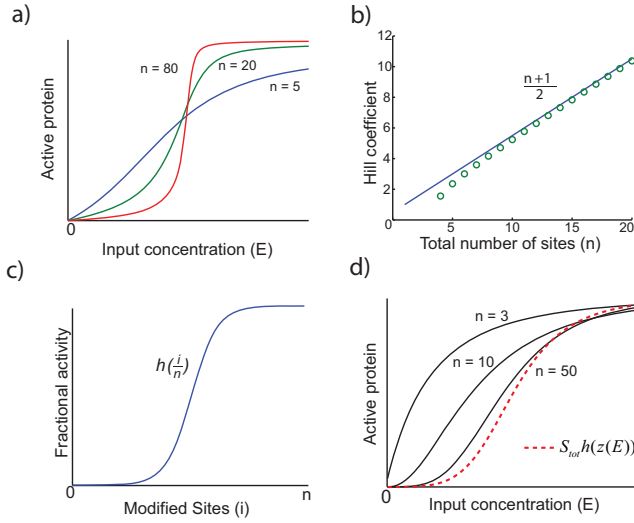 a)
Active protein
n = 80
n = 20
n = 5
0
Input concentration (E)
b)
Hill coefficient
12
10
8
6
4
2
0
5
10
15
20
n+1
2
Total number of sites (n)
c)
Fractional activity
h(i/n)
0
n
Modified Sites (i)
d)
Active protein
n = 3
n = 10
n = 50
S_tot h(z(E))
0
Input concentration (E)